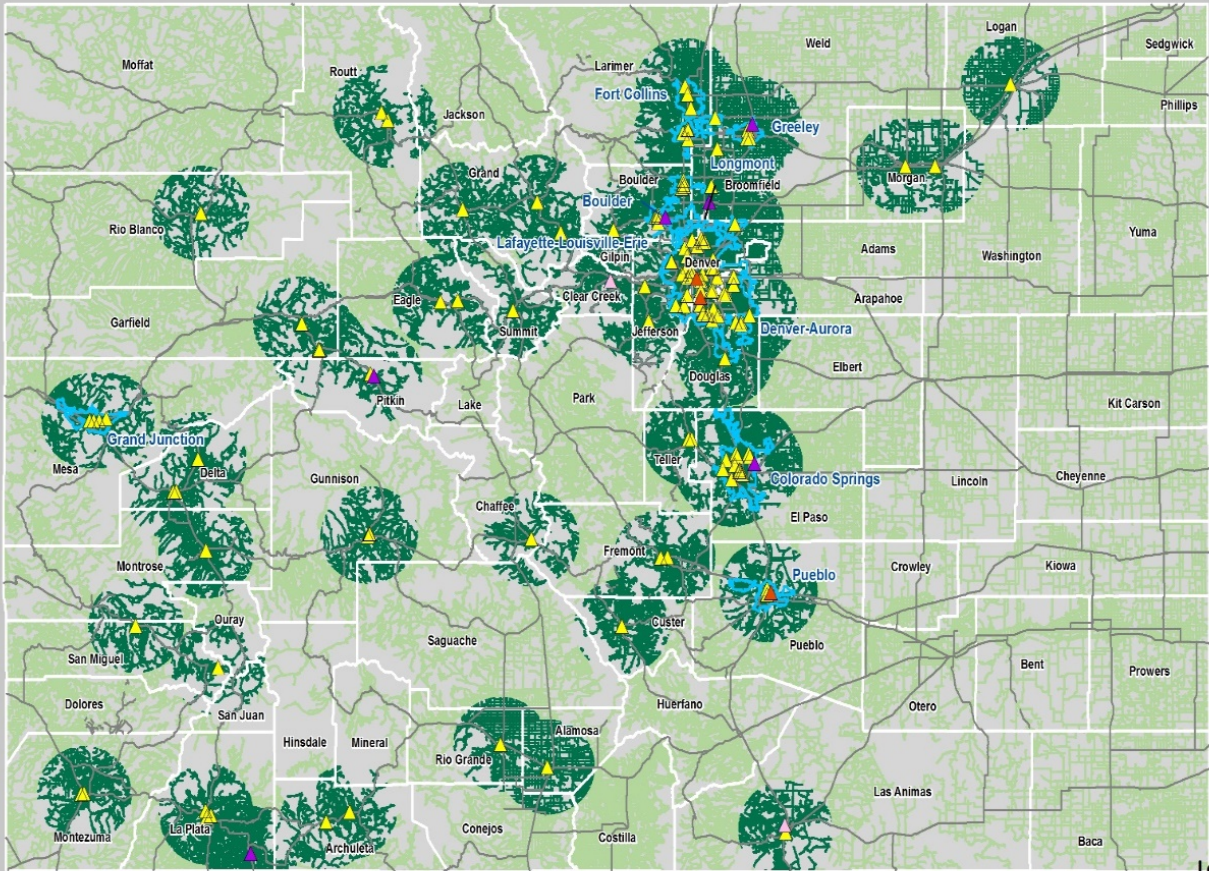 Logan
Weld
Sedgwick
Moffat
Larimer
Routt
Fort Collins
Phillips
Jackson
Greeley
Longmont
Grand
Morgan
Boulder
Broomfield
Boulder
Rio Blanco
Yuma
Lafayette-Louisville-Erie
Adams
Washington
Gilpin
Denver
Clear Creek
Eagle
Arapahoe
Garfield
Summit
Jefferson
Denver-Aurora
Elbert
Douglas
Pitkin
Lake
Park
Kit Carson
Grand Junction
Mesa
Teller
Delta
Gunnison
Colorado Springs
Lincoln
Cheyenne
Chaffee
El Paso
Fremont
Montrose
Pueblo
Crowley
Kiowa
Ouray
Custer
Saguache
Pueblo
San Miguel
Bent
Prowers
Dolores
Huerfano
Otero
San Juan
Alamosa
Hinsdale
Mineral
Rio Grande
Las Animas
La Plata
Conejos
Montezuma
Costilla
Archuleta
Baca